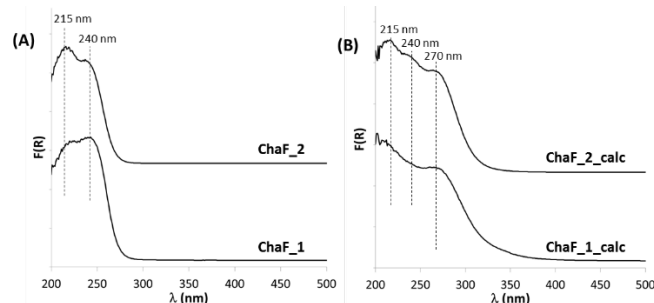 (A)
215 nm
240 nm
ChaF_2
ChaF_1
F(R)
200 250 300 350 400 450 500
λ (nm)
(B)
215 nm
240 nm
270 nm
ChaF_2_calc
ChaF_1_calc
F(R)
200 250 300 350 400 450 500
λ (nm)